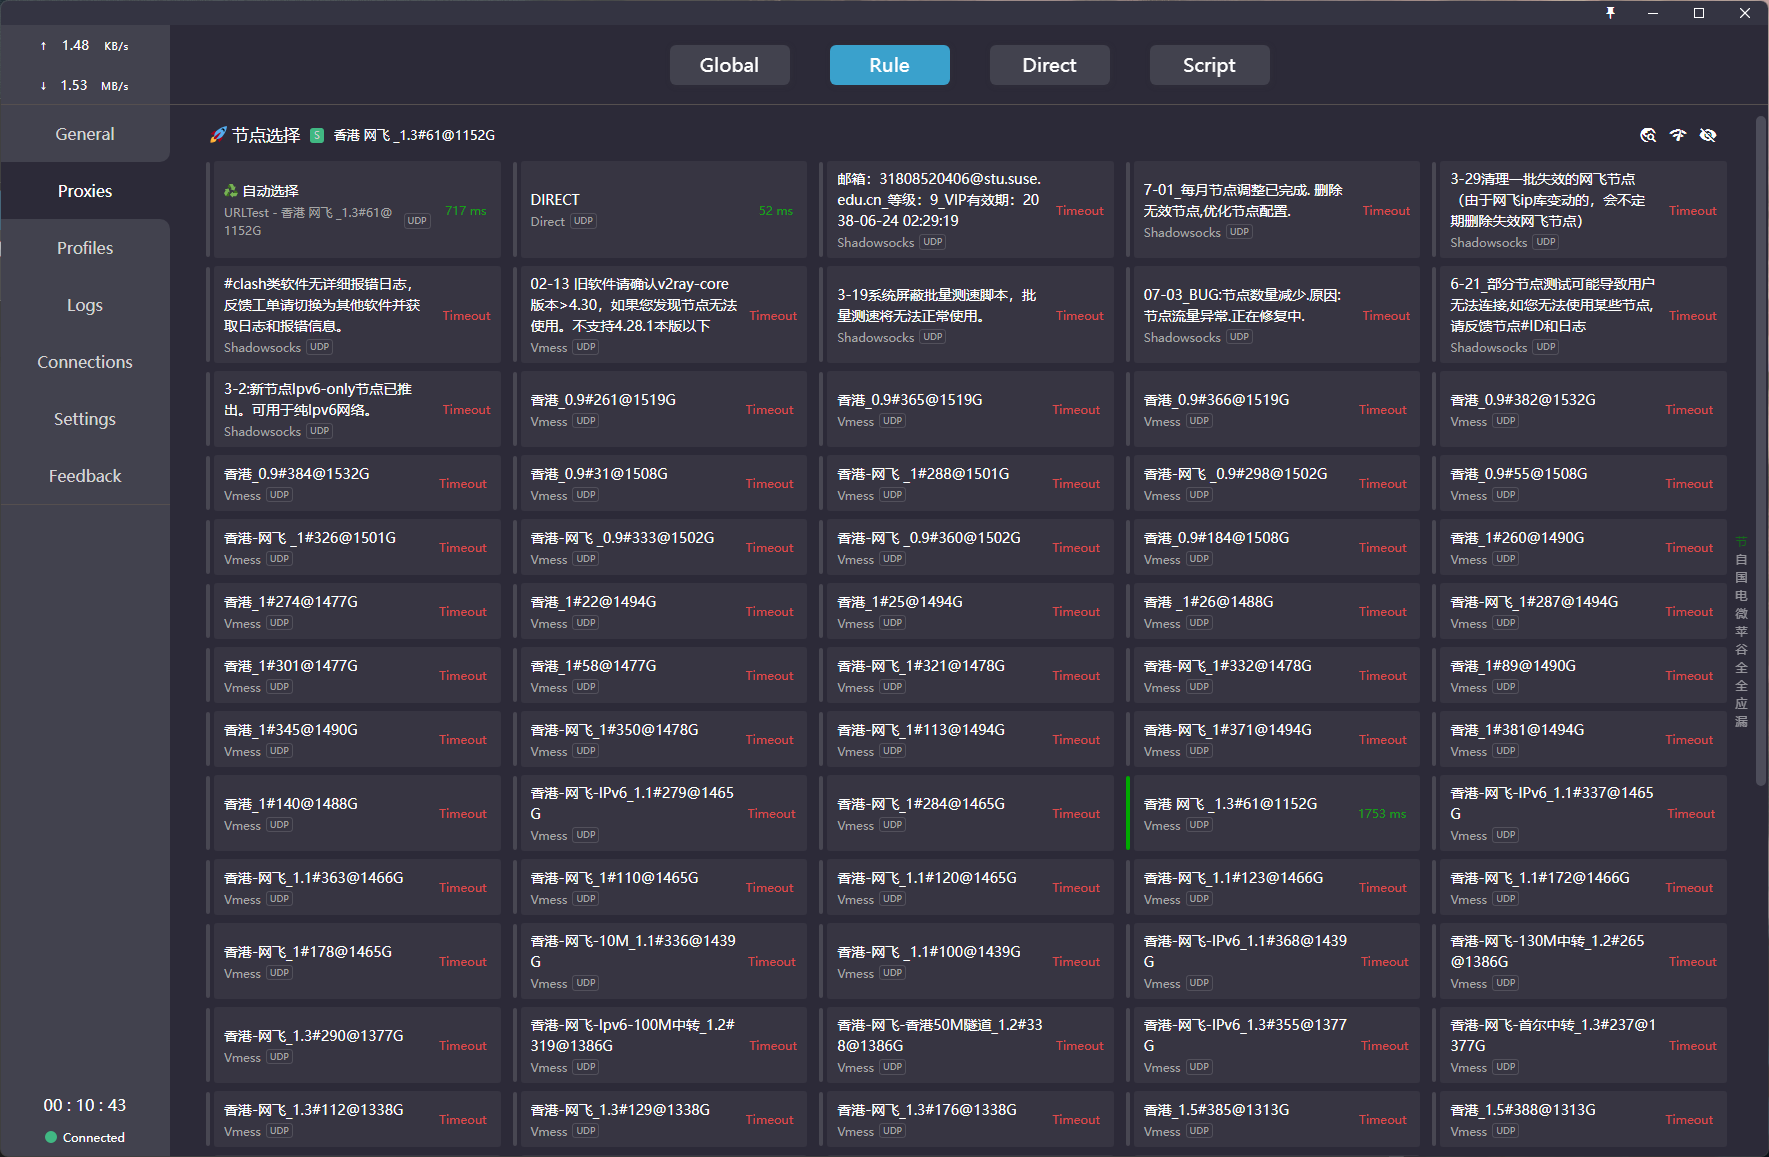 ↑ 1.48 KB/s
↓ 1.53 MB/s
General
Proxies
Profiles
Logs
Connections
Settings
Feedback
00 : 10 : 43
Connected
Global
Rule
Direct
Script
🚀 节点选择 S 香港 网飞 _1.3#61@1152G
♻ 自动选择
URLTest - 香港 网飞 _1.3#61@
1152G UDP
717 ms
DIRECT
Direct UDP
52 ms
邮箱：31808520406@stu.suse.
edu.cn_等级：9_VIP有效期：20
38-06-24 02:29:19
Shadowsocks UDP
Timeout
7-01_每月节点调整已完成. 删除
无效节点,优化节点配置.
Shadowsocks UDP
Timeout
3-29清理一批失效的网飞节点
（由于网飞ip库变动的，会不定
期删除失效网飞节点）
Shadowsocks UDP
Timeout
#clash类软件无详细报错日志，
反馈工单请切换为其他软件并获
取日志和报错信息。
Shadowsocks UDP
Timeout
02-13 旧软件请确认v2ray-core
版本>4.30，如果您发现节点无法
使用。不支持4.28.1本版以下
Vmess UDP
Timeout
3-19系统屏蔽批量测速脚本，批
量测速将无法正常使用。
Shadowsocks UDP
Timeout
07-03_BUG:节点数量减少.原因:
节点流量异常.正在修复中.
Shadowsocks UDP
Timeout
6-21_部分节点测试可能导致用户
无法连接,如您无法使用某些节点,
请反馈节点#ID和日志
Shadowsocks UDP
Timeout
3-2:新节点Ipv6-only节点已推
出。可用于纯Ipv6网络。
Shadowsocks UDP
Timeout
香港_0.9#261@1519G
Vmess UDP
Timeout
香港_0.9#365@1519G
Vmess UDP
Timeout
香港_0.9#366@1519G
Vmess UDP
Timeout
香港_0.9#382@1532G
Vmess UDP
Timeout
香港_0.9#384@1532G
Vmess UDP
Timeout
香港_0.9#31@1508G
Vmess UDP
Timeout
香港-网飞 _1#288@1501G
Vmess UDP
Timeout
香港-网飞 _0.9#298@1502G
Vmess UDP
Timeout
香港_0.9#55@1508G
Vmess UDP
Timeout
香港-网飞 _1#326@1501G
Vmess UDP
Timeout
香港-网飞 _0.9#333@1502G
Vmess UDP
Timeout
香港-网飞 _0.9#360@1502G
Vmess UDP
Timeout
香港_0.9#184@1508G
Vmess UDP
Timeout
香港_1#260@1490G
Vmess UDP
Timeout
香港_1#274@1477G
Vmess UDP
Timeout
香港_1#22@1494G
Vmess UDP
Timeout
香港_1#25@1494G
Vmess UDP
Timeout
香港 _1#26@1488G
Vmess UDP
Timeout
香港-网飞_1#287@1494G
Vmess UDP
Timeout
香港_1#301@1477G
Vmess UDP
Timeout
香港_1#58@1477G
Vmess UDP
Timeout
香港-网飞_1#321@1478G
Vmess UDP
Timeout
香港-网飞_1#332@1478G
Vmess UDP
Timeout
香港_1#89@1490G
Vmess UDP
Timeout
香港_1#345@1490G
Vmess UDP
Timeout
香港-网飞_1#350@1478G
Vmess UDP
Timeout
香港-网飞_1#113@1494G
Vmess UDP
Timeout
香港-网飞_1#371@1494G
Vmess UDP
Timeout
香港_1#381@1494G
Vmess UDP
Timeout
香港_1#140@1488G
Vmess UDP
Timeout
香港-网飞-IPv6_1.1#279@1465
G
Vmess UDP
Timeout
香港-网飞_1#284@1465G
Vmess UDP
Timeout
香港 网飞 _1.3#61@1152G
Vmess UDP
1753 ms
香港-网飞-IPv6_1.1#337@1465
G
Vmess UDP
Timeout
香港-网飞_1.1#363@1466G
Vmess UDP
Timeout
香港-网飞_1#110@1465G
Vmess UDP
Timeout
香港-网飞_1.1#120@1465G
Vmess UDP
Timeout
香港-网飞_1.1#123@1466G
Vmess UDP
Timeout
香港-网飞_1.1#172@1466G
Vmess UDP
Timeout
香港-网飞_1#178@1465G
Vmess UDP
Timeout
香港-网飞-10M_1.1#336@1439
G
Vmess UDP
Timeout
香港-网飞 _1.1#100@1439G
Vmess UDP
Timeout
香港-网飞-IPv6_1.1#368@1439
G
Vmess UDP
Timeout
香港-网飞-130M中转_1.2#265
@1386G
Vmess UDP
Timeout
香港-网飞_1.3#290@1377G
Vmess UDP
Timeout
香港-网飞-Ipv6-100M中转_1.2#
319@1386G
Vmess UDP
Timeout
香港-网飞-香港50M隧道_1.2#33
8@1386G
Vmess UDP
Timeout
香港-网飞-IPv6_1.3#355@1377
G
Vmess UDP
Timeout
香港-网飞-首尔中转_1.3#237@1
377G
Vmess UDP
Timeout
香港-网飞_1.3#112@1338G
Vmess UDP
Timeout
香港-网飞_1.3#129@1338G
Vmess UDP
Timeout
香港-网飞_1.3#176@1338G
Vmess UDP
Timeout
香港_1.5#385@1313G
Vmess UDP
Timeout
香港_1.5#388@1313G
Vmess UDP
Timeout
节
自
国
电
微
苹
谷
全
全
应
漏